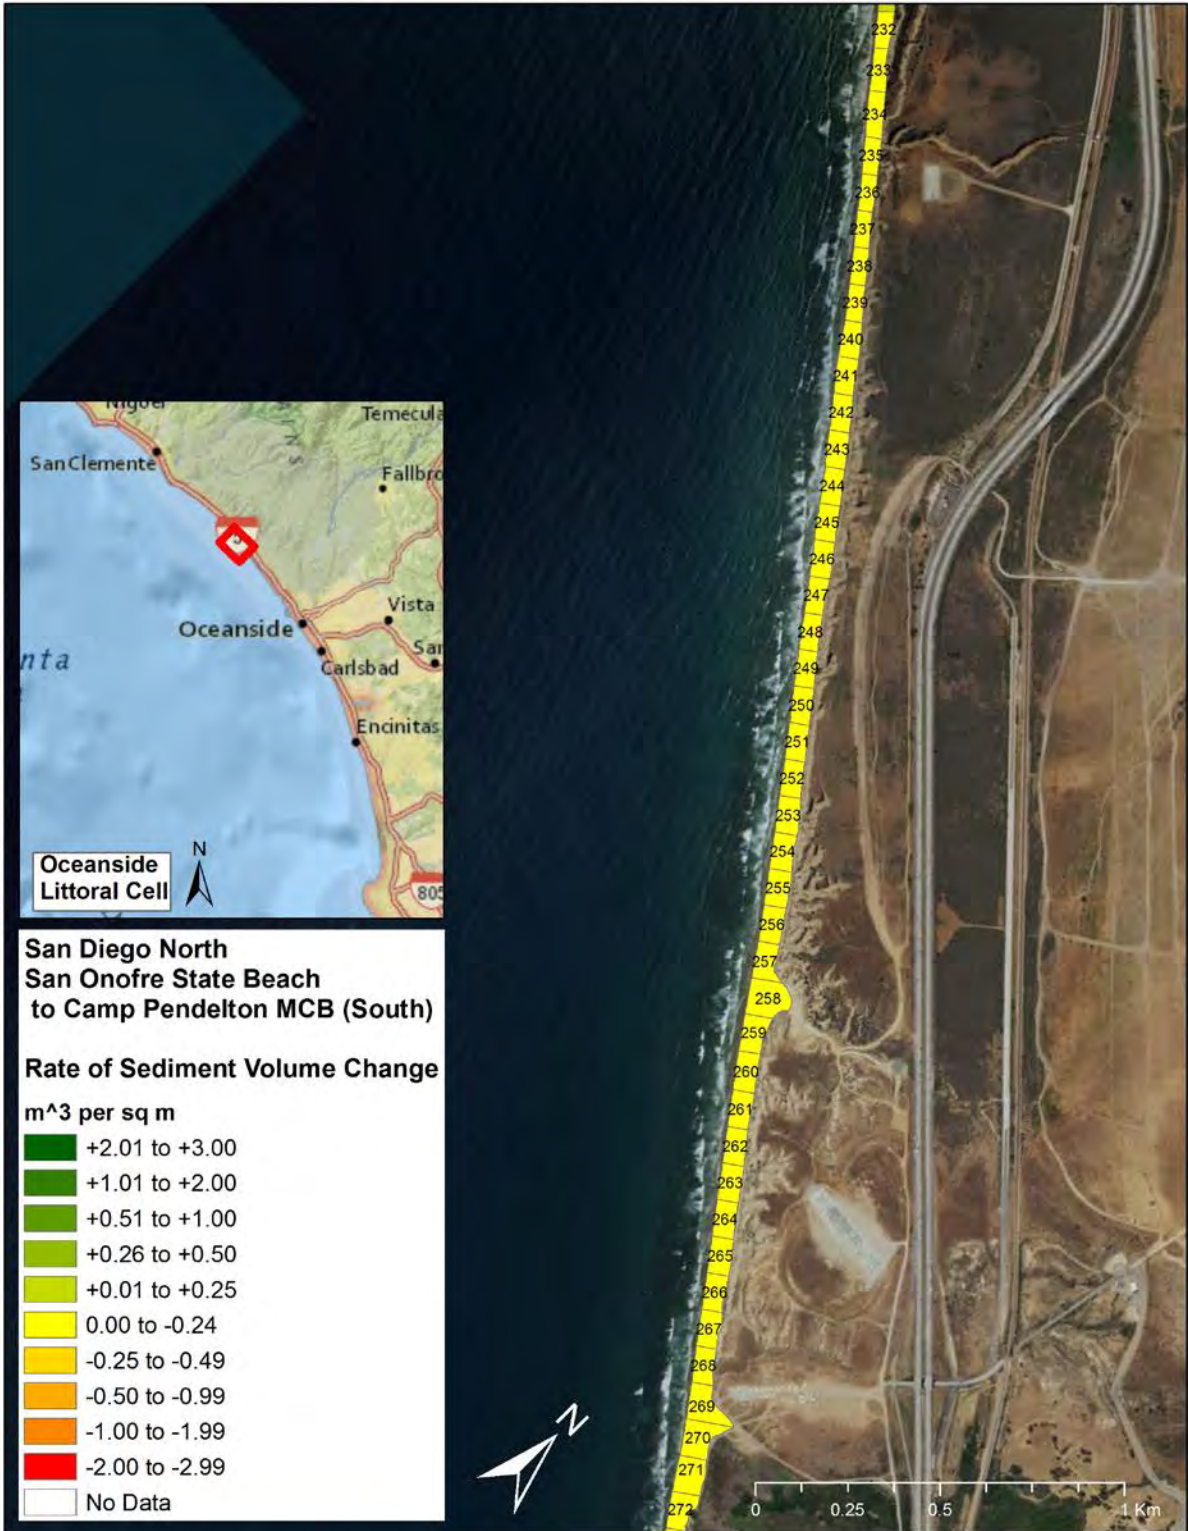 232
233
234
235
236
237
238
239
240
241
242
243
244
245
246
247
248
249
250
251
252
253
254
255
256
257
258
259
260
261
262
263
264
265
266
267
268
269
270
271
272
Niguel
Temecula
San Clemente
Fallbro
5
Vista
Oceanside
San
Carlsbad
nta
Encinitas
N
805
Oceanside
Littoral Cell
San Diego North
San Onofre State Beach
to Camp Pendelton MCB (South)
Rate of Sediment Volume Change
m^3 per sq m
+2.01 to +3.00
+1.01 to +2.00
+0.51 to +1.00
+0.26 to +0.50
+0.01 to +0.25
0.00 to -0.24
-0.25 to -0.49
-0.50 to -0.99
-1.00 to -1.99
-2.00 to -2.99
No Data
N
0 0.25 0.5 1 Km